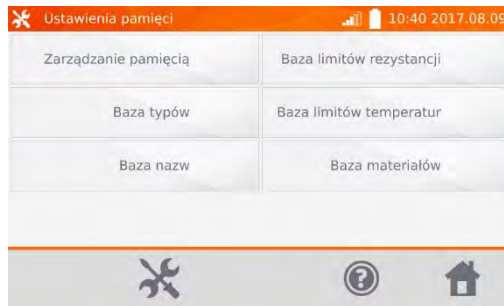 Ustawienia pamięci 10:40 2017.08.09
Zarządzanie pamięcią Baza limitów rezystancji
Baza typów Baza limitów temperatur
Baza nazw Baza materiałów
?